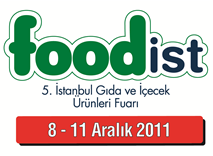 foodist
5. İstanbul Gıda ve İçecek
Ürünleri Fuarı
8 - 11 Aralık 2011